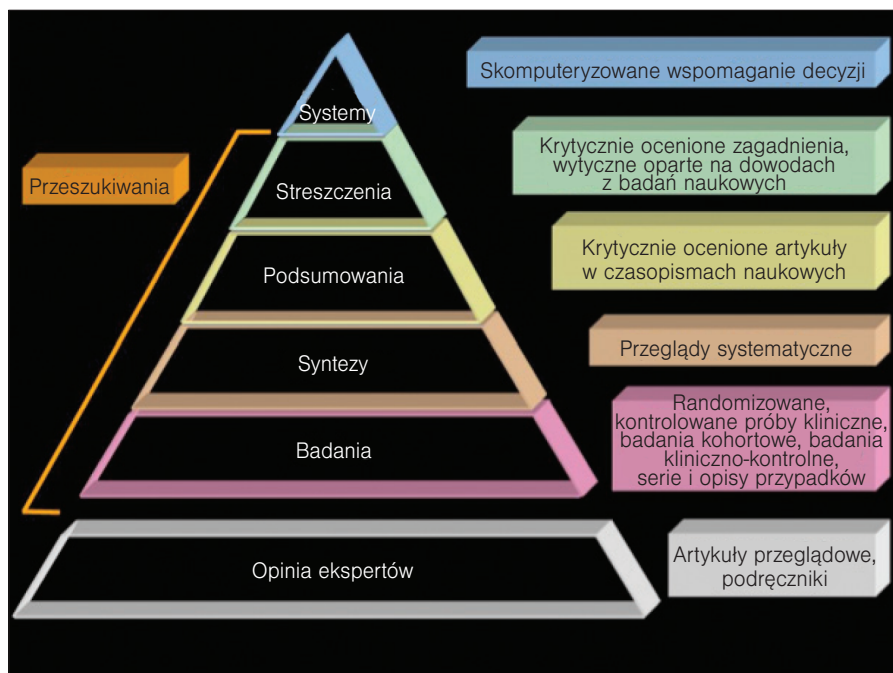 Skomputeryzowane wspomaganie decyzji
Systemy
Krytycznie ocenione zagadnienia,
wytyczne oparte na dowodach
z badań naukowych
Przeszukiwania
Streszczenia
Krytycznie ocenione artykuły
w czasopismach naukowych
Podsumowania
Przeglądy systematyczne
Syntezy
Randomizowane,
kontrolowane próby kliniczne,
badania kohortowe, badania
kliniczno-kontrolne,
serie i opisy przypadków
Badania
Artykuły przeglądowe,
podręczniki
Opinia ekspertów